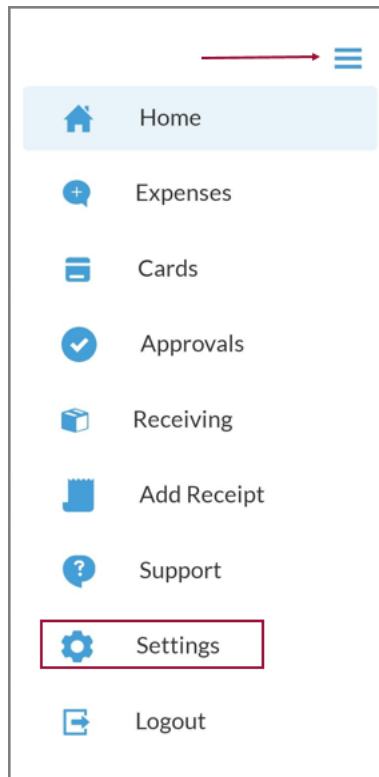 Home
Expenses
Cards
Approvals
Receiving
Add Receipt
Support
Settings
Logout